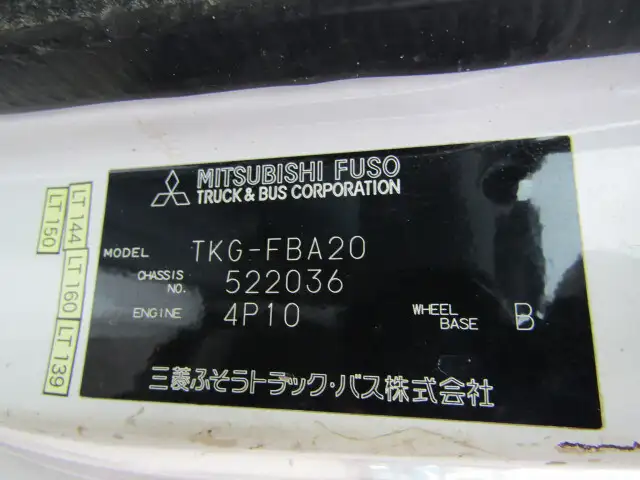 MITSUBISHI FUSO
TRUCK & BUS CORPORATION
MODEL TKG-FBA20
CHASSIS NO. 522036
ENGINE 4P10 WHEEL BASE B
三菱ふそうトラック・バス株式会社
LT 144
LT 150
LT 160
LT 139